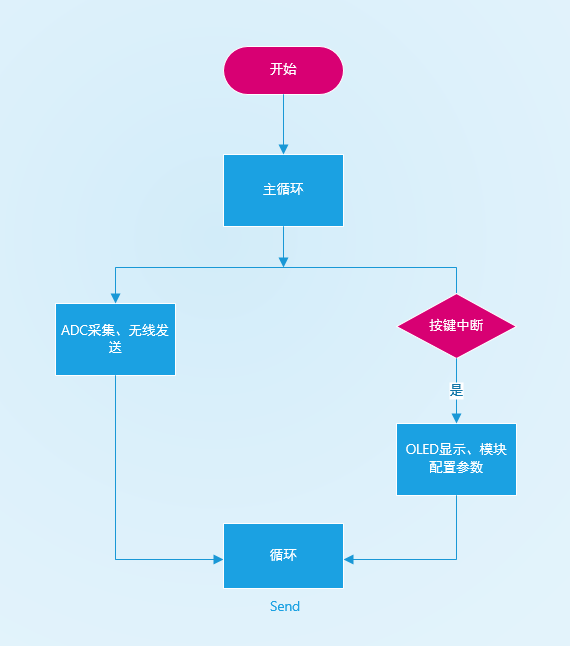 开始
主循环
ADC采集、无线发
送
按键中断
是
OLED显示、模块
配置参数
循环
Send